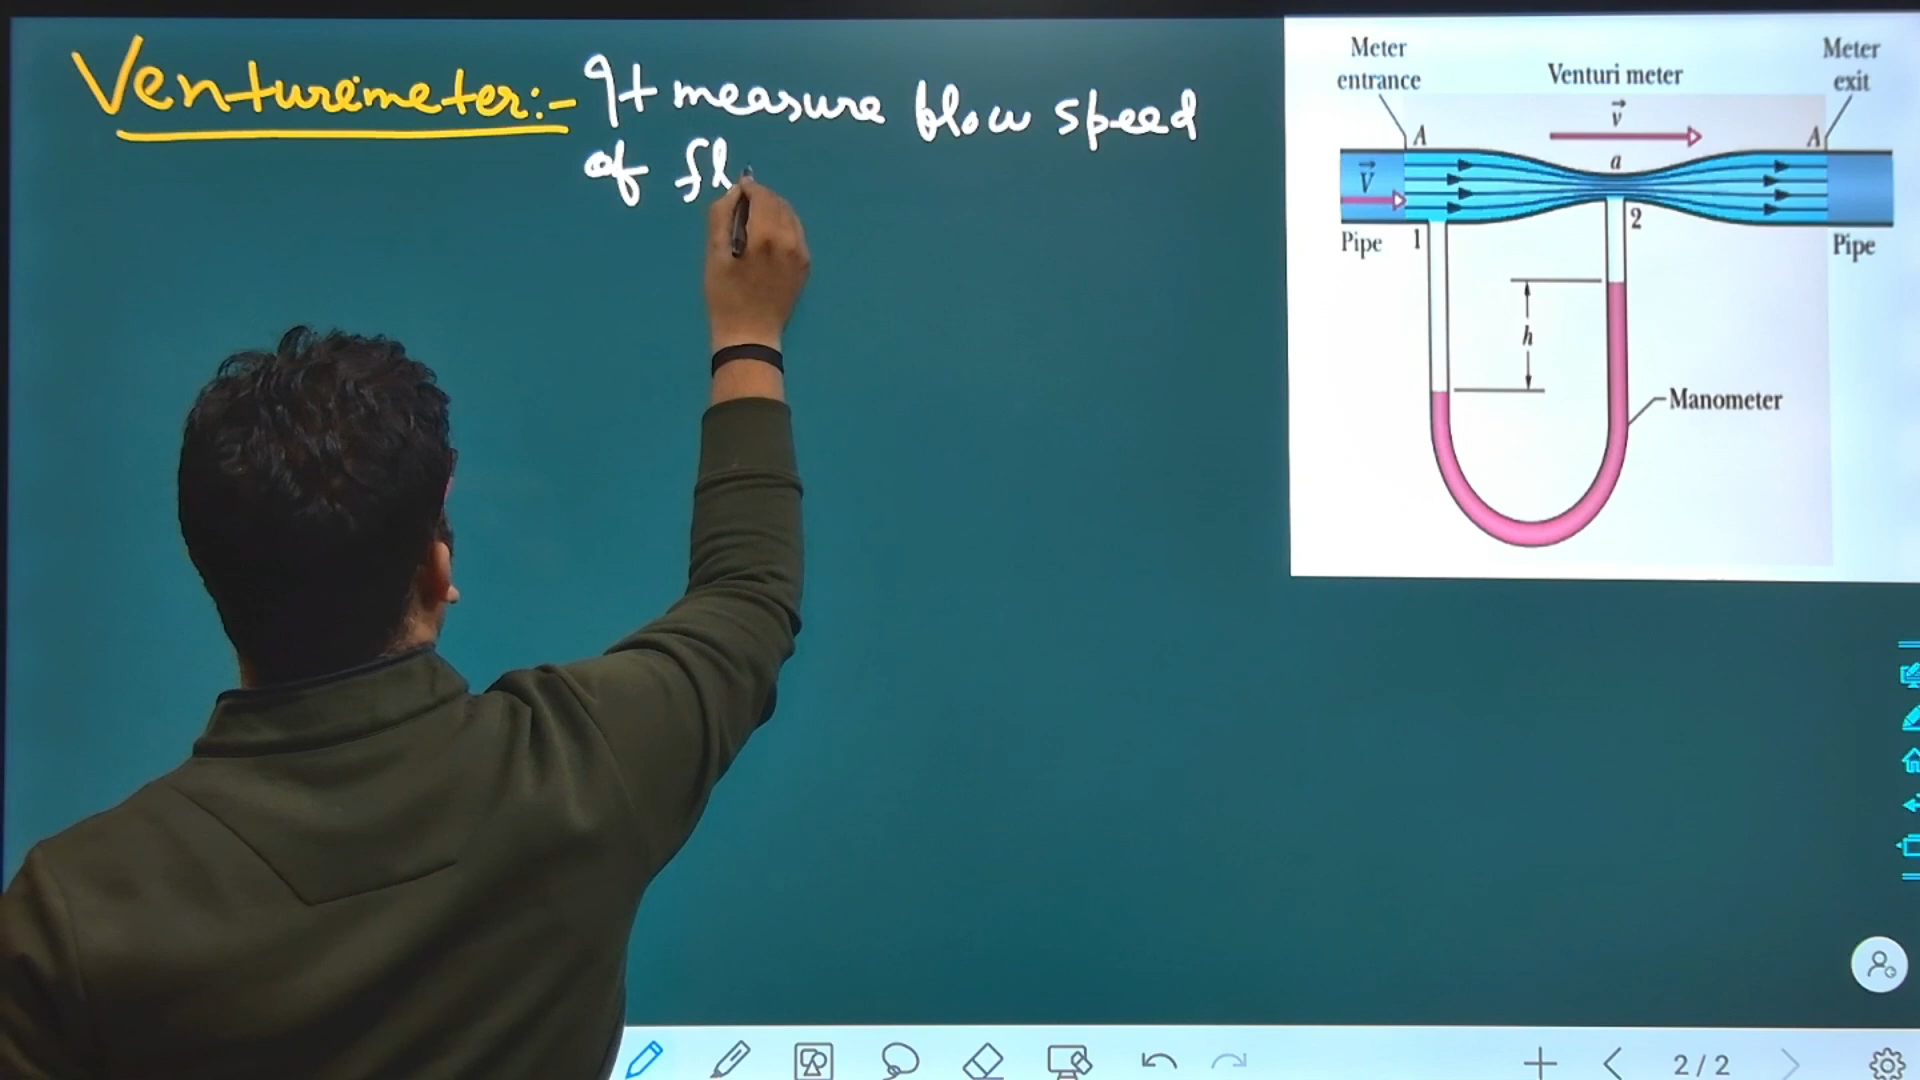 Venturimeter:- It measure flow speed
of fl
Meter entrance
Venturi meter
Meter exit
v
A
A
a
V
2
Pipe
1
Pipe
h
Manometer
2/2